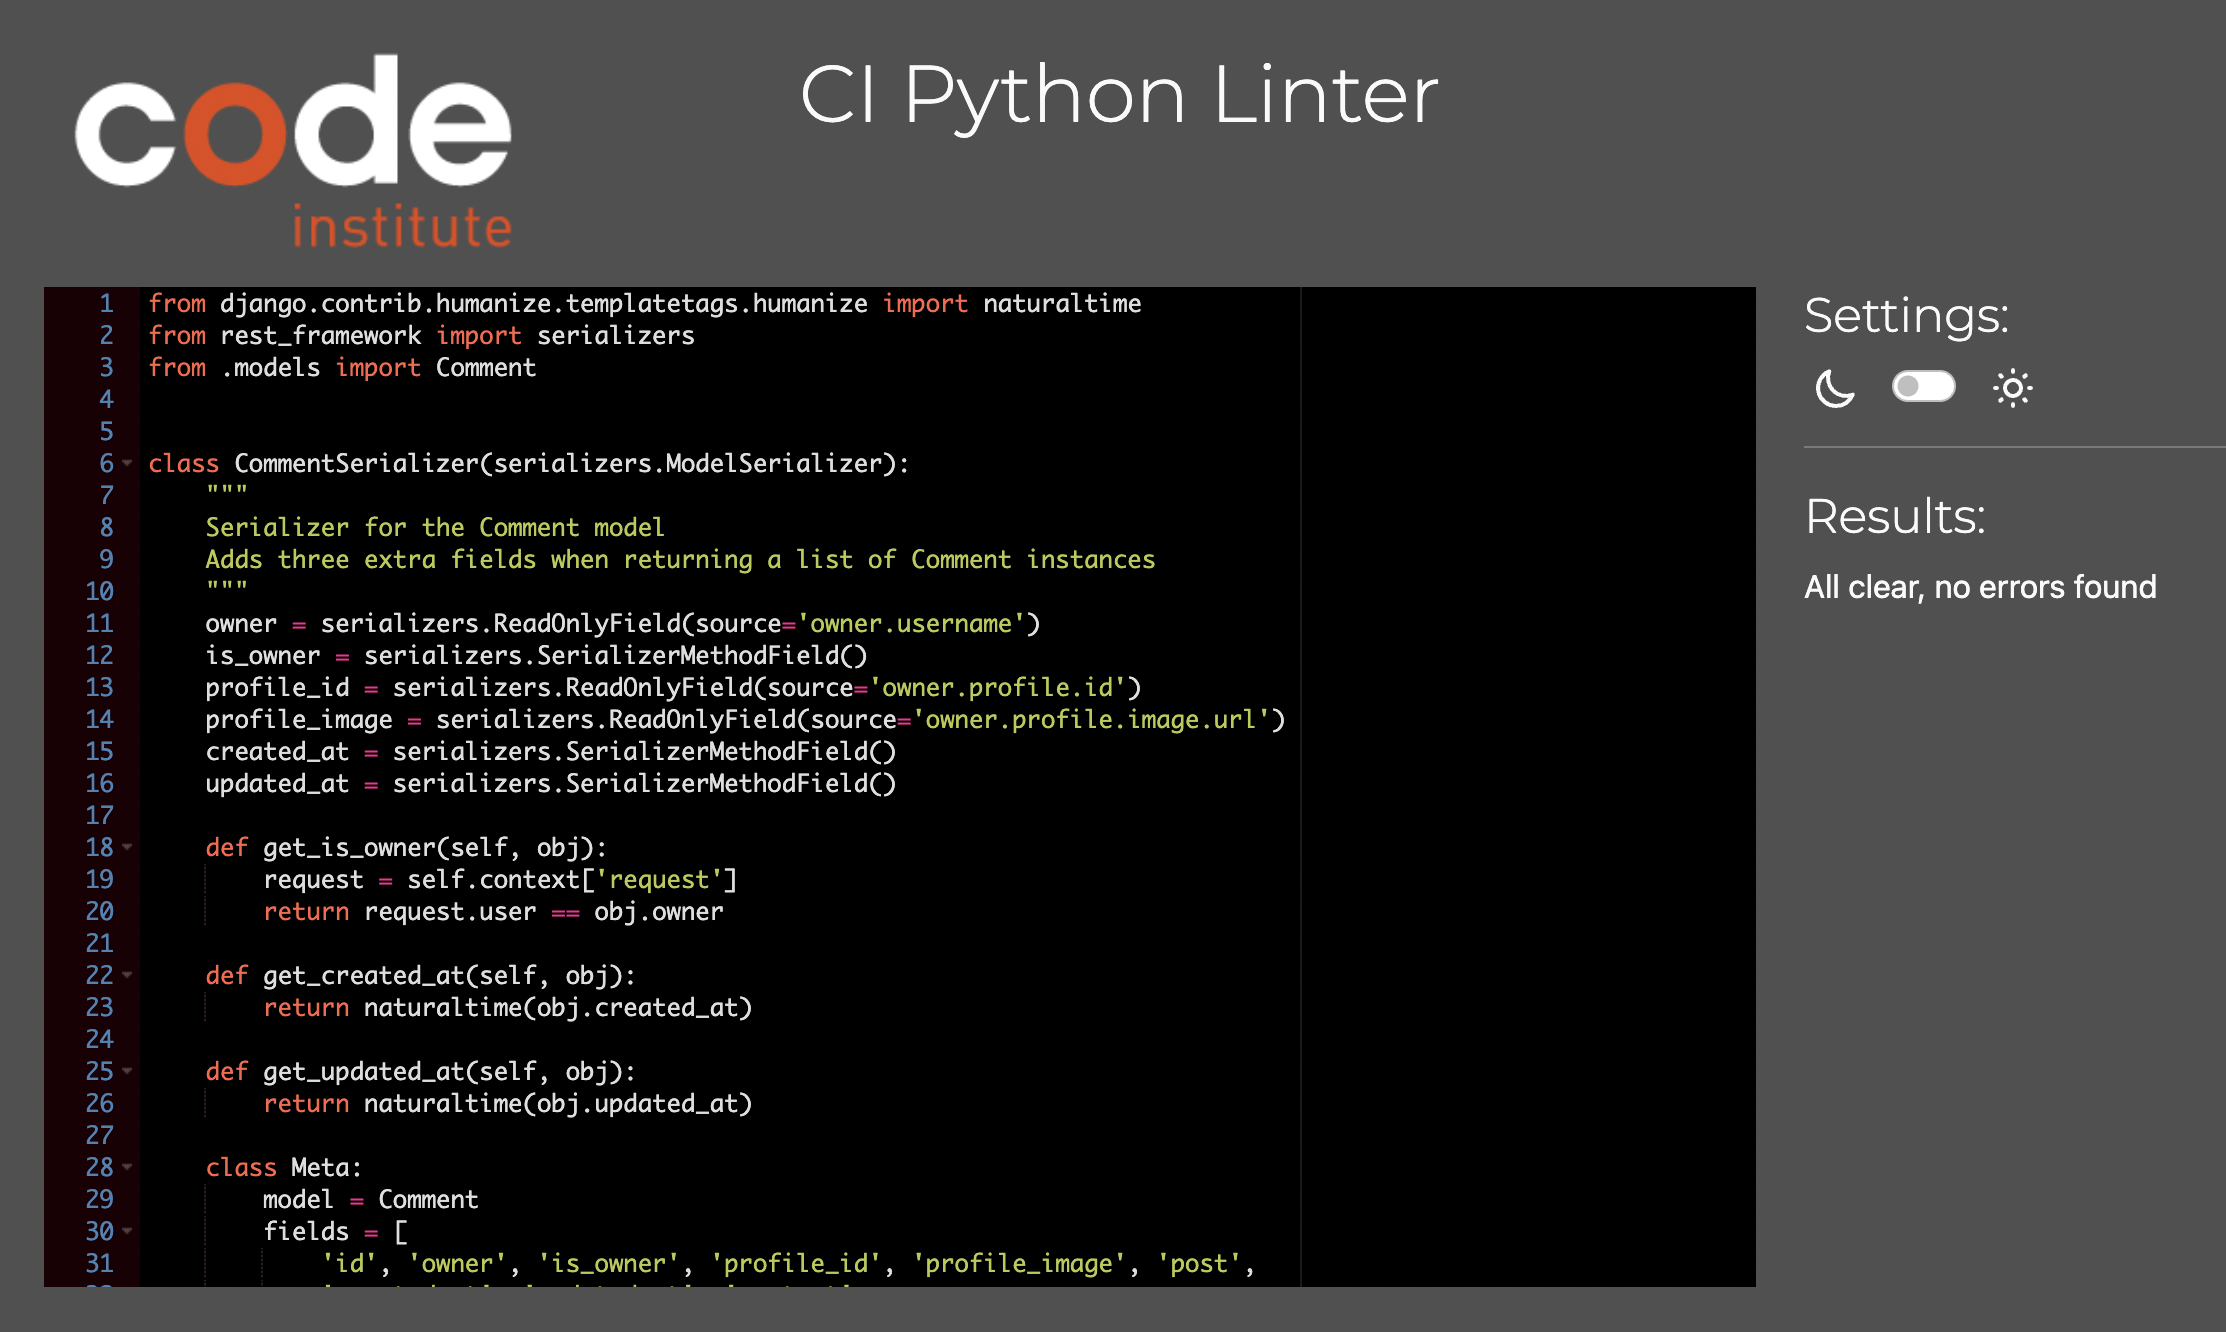 code
institute
CI Python Linter
1 from django.contrib.humanize.templatetags.humanize import naturaltime
2 from rest_framework import serializers
3 from .models import Comment
4
5
6 class CommentSerializer(serializers.ModelSerializer):
7     """
8     Serializer for the Comment model
9     Adds three extra fields when returning a list of Comment instances
10     """
11     owner = serializers.ReadOnlyField(source='owner.username')
12     is_owner = serializers.SerializerMethodField()
13     profile_id = serializers.ReadOnlyField(source='owner.profile.id')
14     profile_image = serializers.ReadOnlyField(source='owner.profile.image.url')
15     created_at = serializers.SerializerMethodField()
16     updated_at = serializers.SerializerMethodField()
17
18     def get_is_owner(self, obj):
19         request = self.context['request']
20         return request.user == obj.owner
21
22     def get_created_at(self, obj):
23         return naturaltime(obj.created_at)
24
25     def get_updated_at(self, obj):
26         return naturaltime(obj.updated_at)
27
28     class Meta:
29         model = Comment
30         fields = [
31             'id', 'owner', 'is_owner', 'profile_id', 'profile_image', 'post',
Settings:
Results:
All clear, no errors found